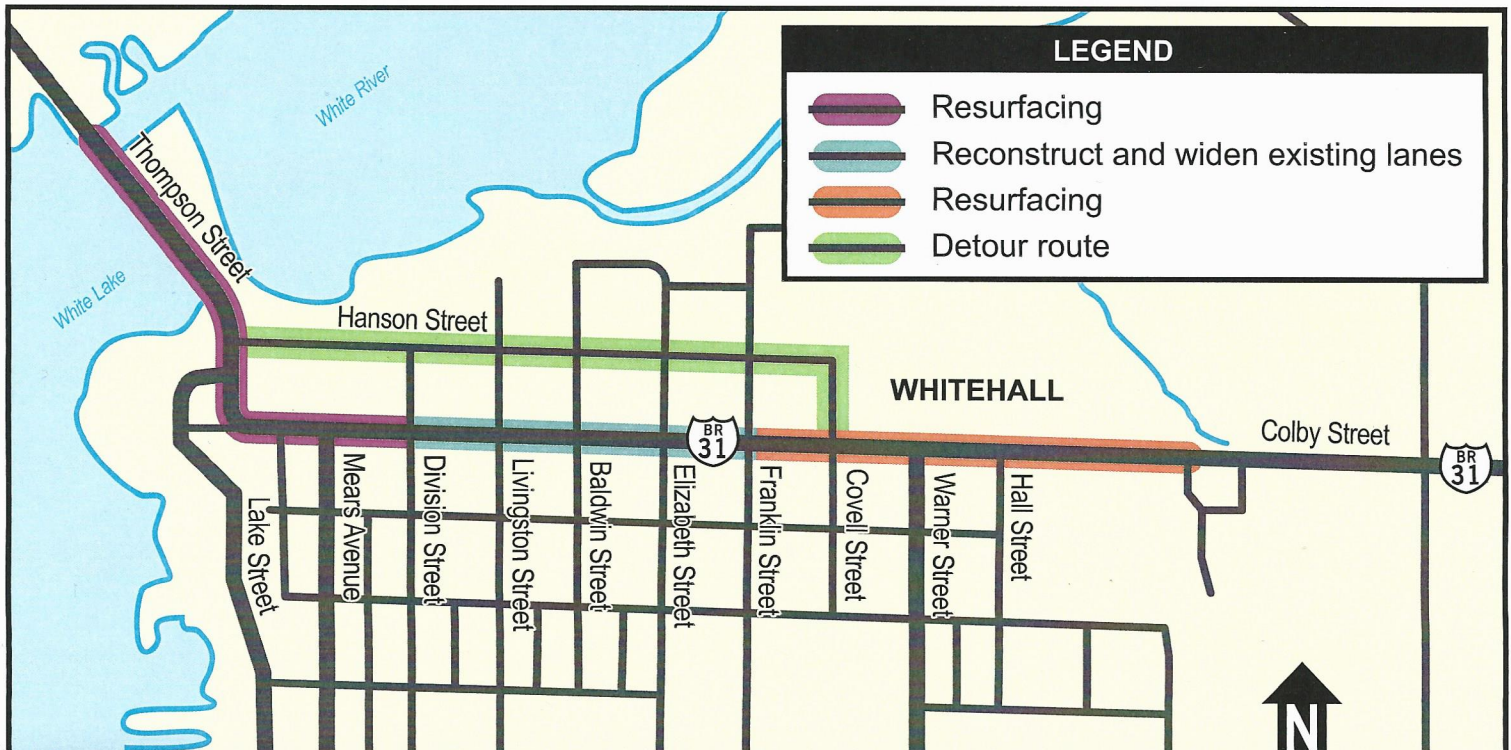 LEGEND
Resurfacing
Reconstruct and widen existing lanes
Resurfacing
Detour route
White River
Thompson Street
White Lake
Hanson Street
WHITEHALL
Colby Street
BR
31
BR
31
Lake Street
Mears Avenue
Division Street
Livingston Street
Baldwin Street
Elizabeth Street
Franklin Street
Covell Street
Warner Street
Hall Street
N